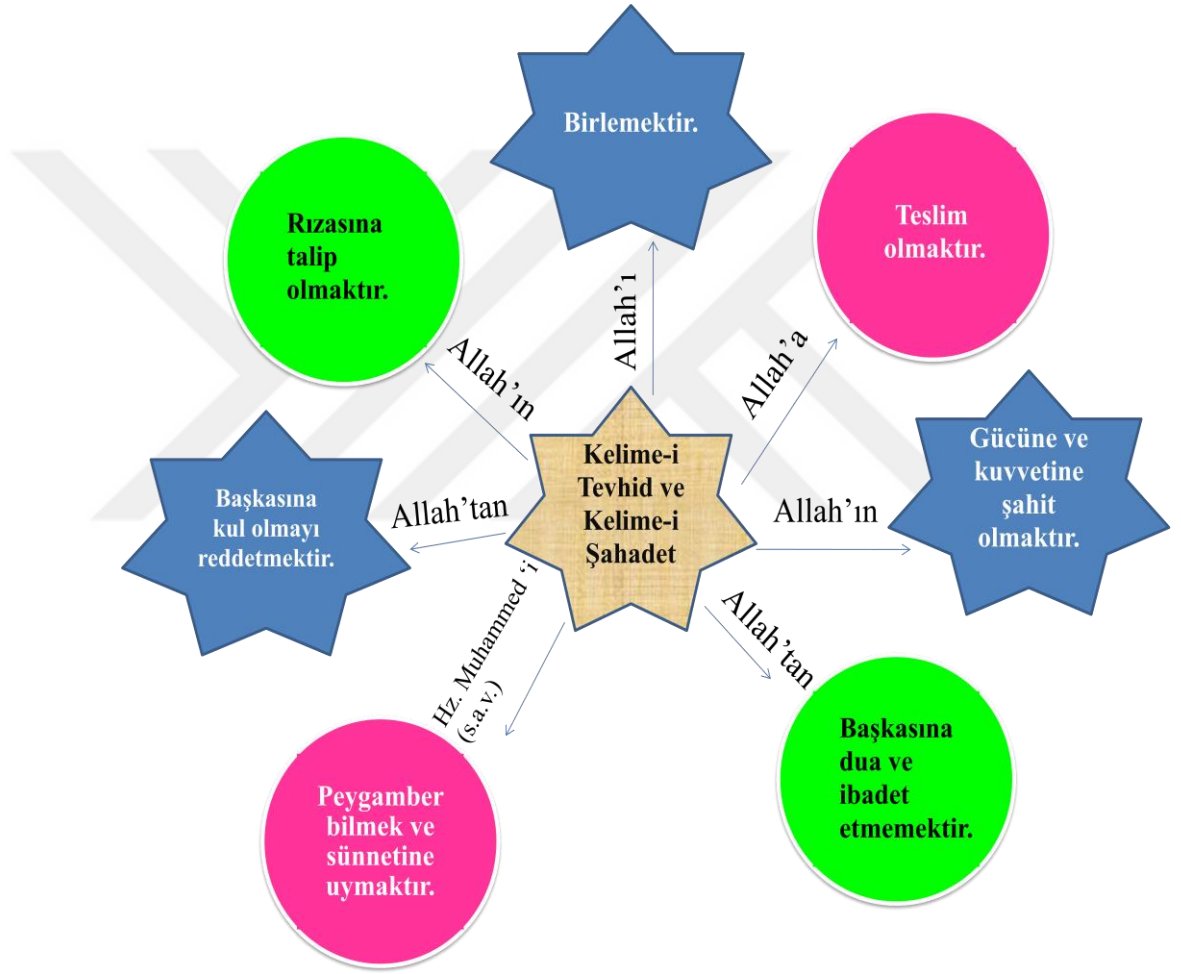 Birlemektir.
Rızasına
talip
olmaktır.
Teslim
olmaktır.
Allah’ı
Allah’a
Allah’ın
Kelime-i
Tevhid ve
Kelime-i
Şahadet
Gücüne ve
kuvvetine
şahit
olmaktır.
Allah’ın
Başkasına
kul olmayı
reddetmektir.
Allah’tan
Allah’tan
Hz. Muhammed ‘i
(s.a.v.)
Başkasına
dua ve
ibadet
etmemektir.
Peygamber
bilmek ve
sünnetine
uymaktır.